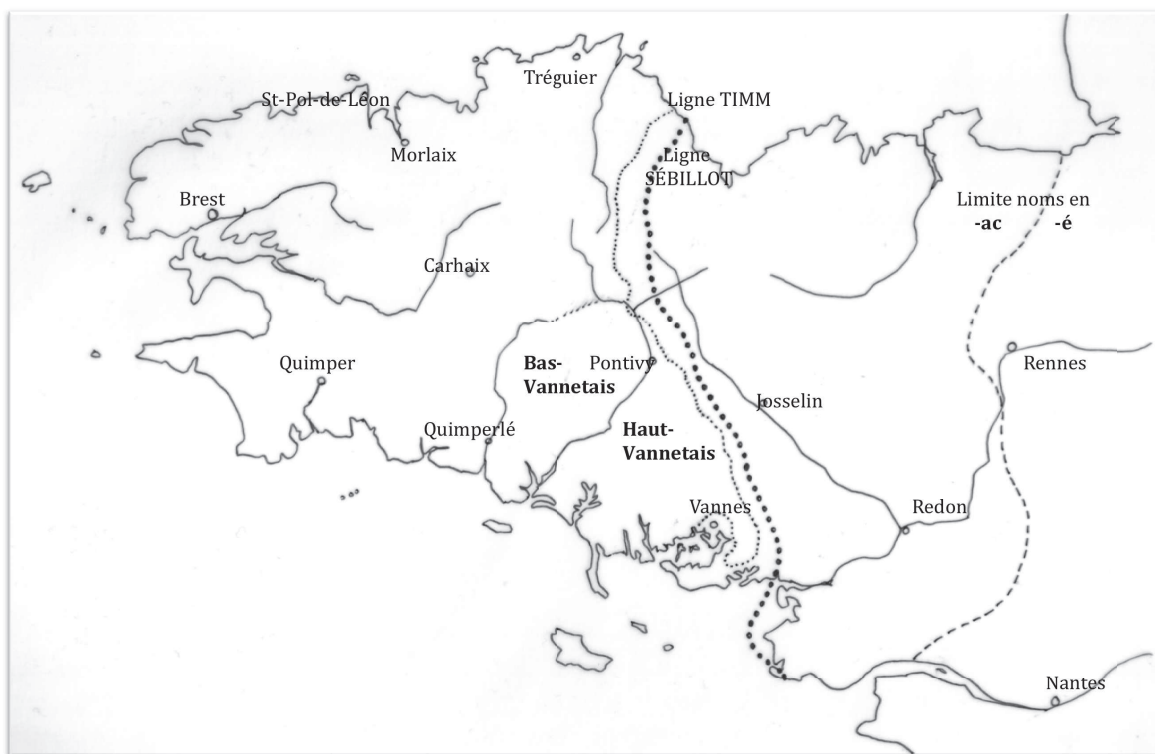 Tréguier
St-Pol-de-Léon
Ligne TIMM
Morlaix
Ligne
SÉBILLOT
Brest
Limite noms en
-ac -é
Carhaix
Quimper
Bas-
Vannetais
Pontivy
Rennes
Josselin
Quimperlé
Haut-
Vannetais
Vannes
Redon
Nantes